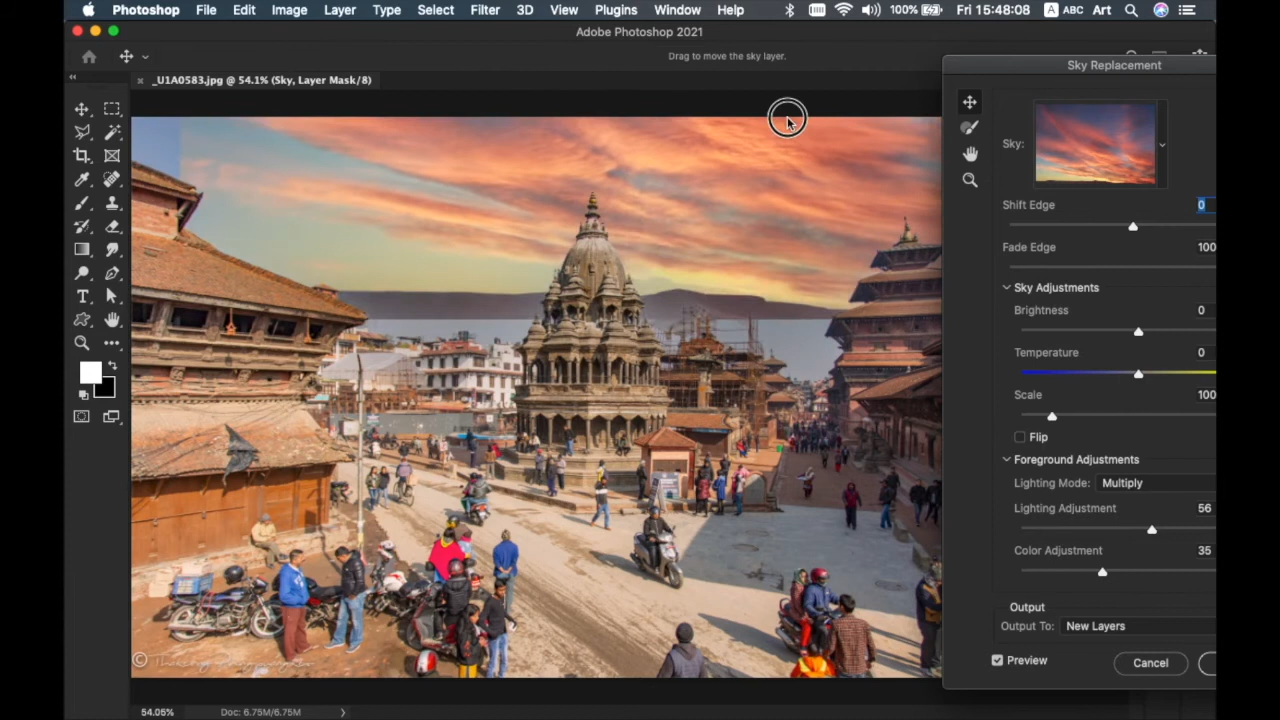 Photoshop File Edit Image Layer Type Select Filter 3D View Plugins Window Help 100% Fri 15:48:08 A ABC Art
Adobe Photoshop 2021
Drag to move the sky layer.
_U1A0583.jpg @ 54.1% (Sky, Layer Mask/8)
Sky Replacement
Sky:
Shift Edge 0
Fade Edge 100
Sky Adjustments
Brightness 0
Temperature 0
Scale 100
Flip
Foreground Adjustments
Lighting Mode: Multiply
Lighting Adjustment 56
Color Adjustment 35
Output
Output To: New Layers
Preview Cancel
54.05% Doc: 6.75M/6.75M